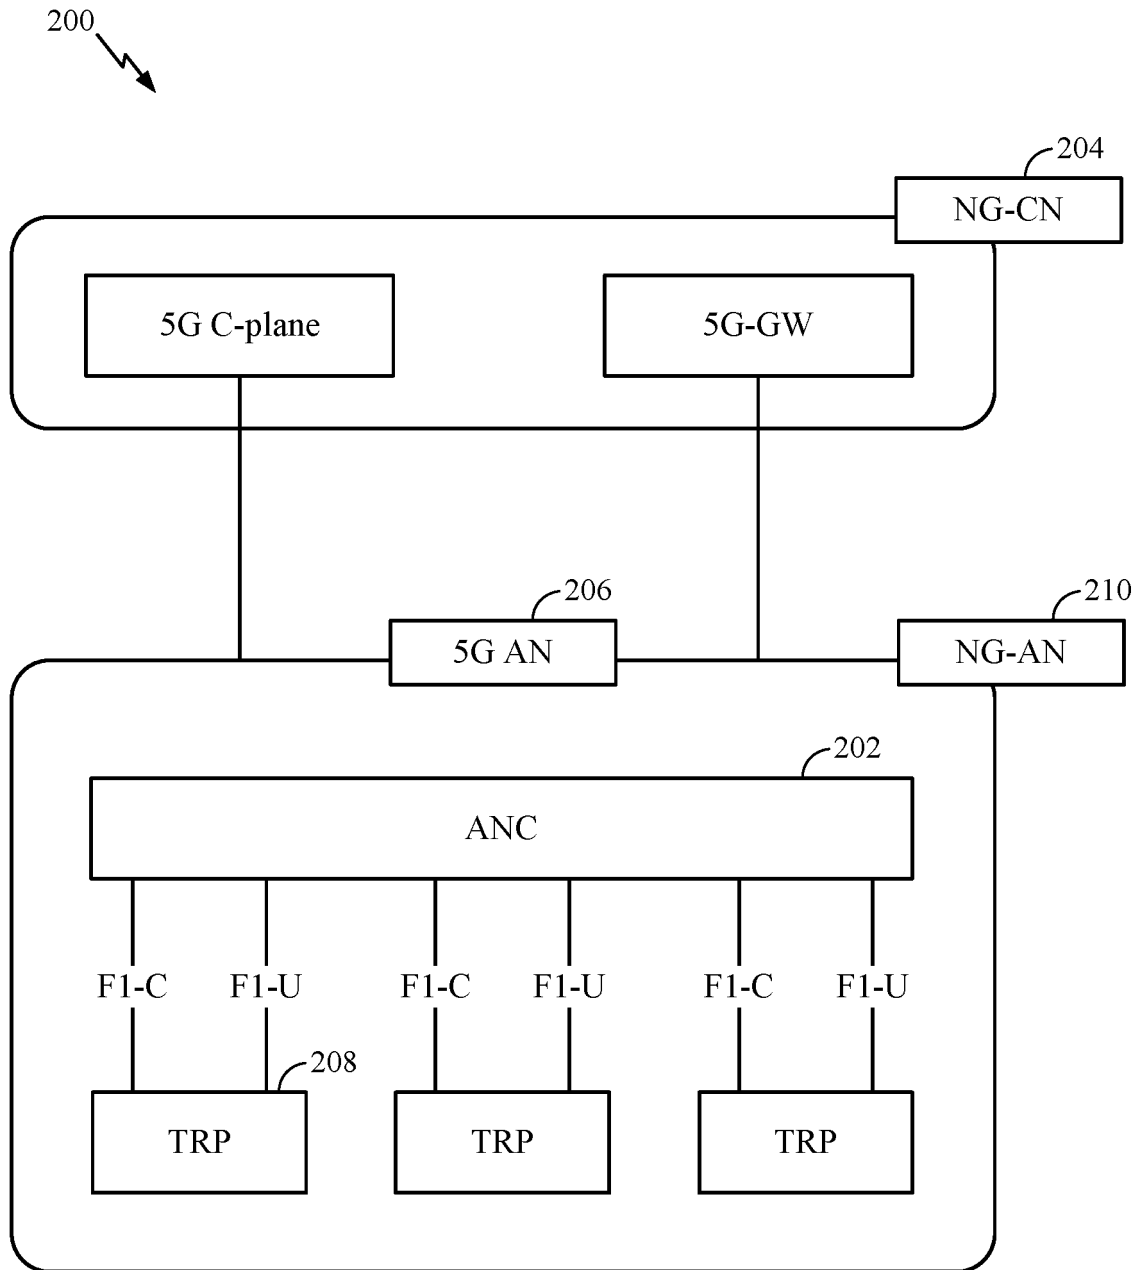 200
204
NG-CN
5G C-plane
5G-GW
206
210
5G AN
NG-AN
202
ANC
F1-C
F1-U
F1-C
F1-U
F1-C
F1-U
208
TRP
TRP
TRP